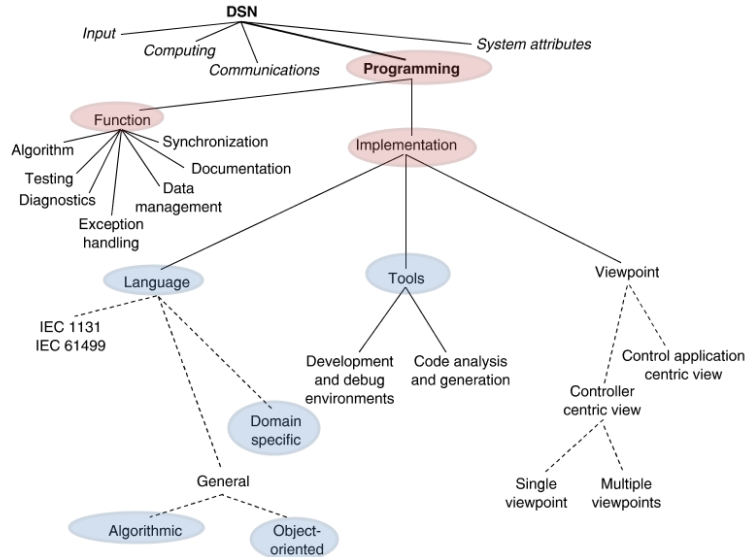 DSN
Input
Computing
Communications
System attributes
Programming
Function
Algorithm
Testing
Diagnostics
Exception
handling
Data
management
Documentation
Synchronization
Implementation
Language
IEC 1131
IEC 61499
Domain
specific
General
Algorithmic
Object-
oriented
Tools
Development
and debug
environments
Code analysis
and generation
Viewpoint
Controller
centric view
Control application
centric view
Single
viewpoint
Multiple
viewpoints